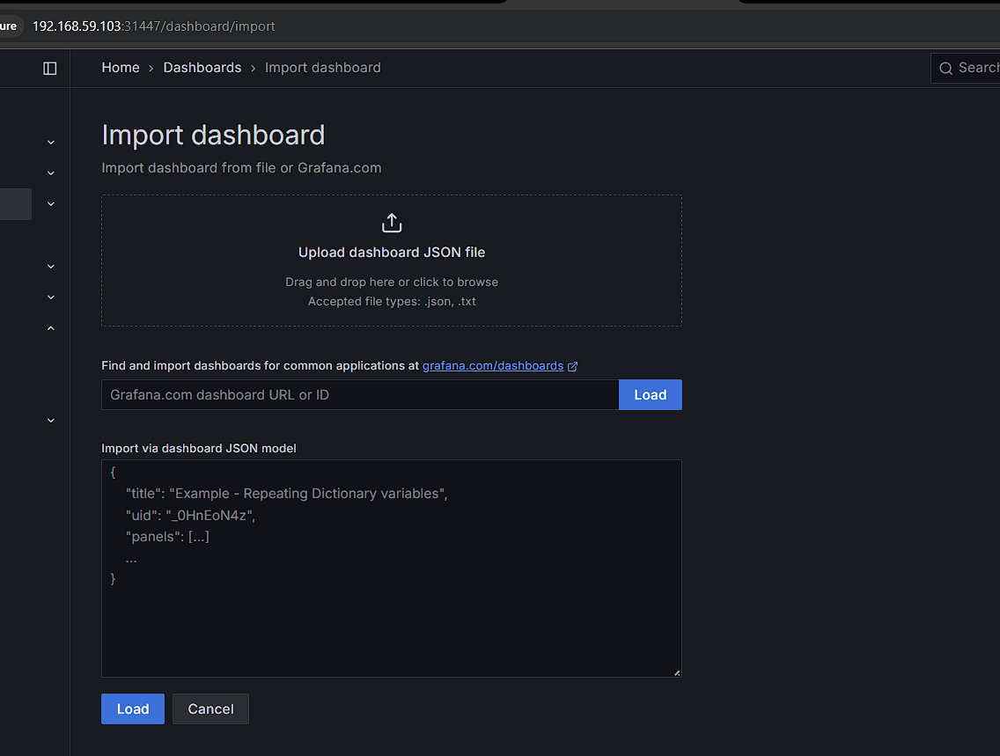 ure 192.168.59.103:31447/dashboard/import
Home › Dashboards › Import dashboard
Search
Import dashboard
Import dashboard from file or Grafana.com
Upload dashboard JSON file
Drag and drop here or click to browse
Accepted file types: .json, .txt
Find and import dashboards for common applications at grafana.com/dashboards
Grafana.com dashboard URL or ID
Load
Import via dashboard JSON model
{
"title": "Example - Repeating Dictionary variables",
"uid": "_0HnEoN4z",
"panels": [...]
...
}
Load Cancel